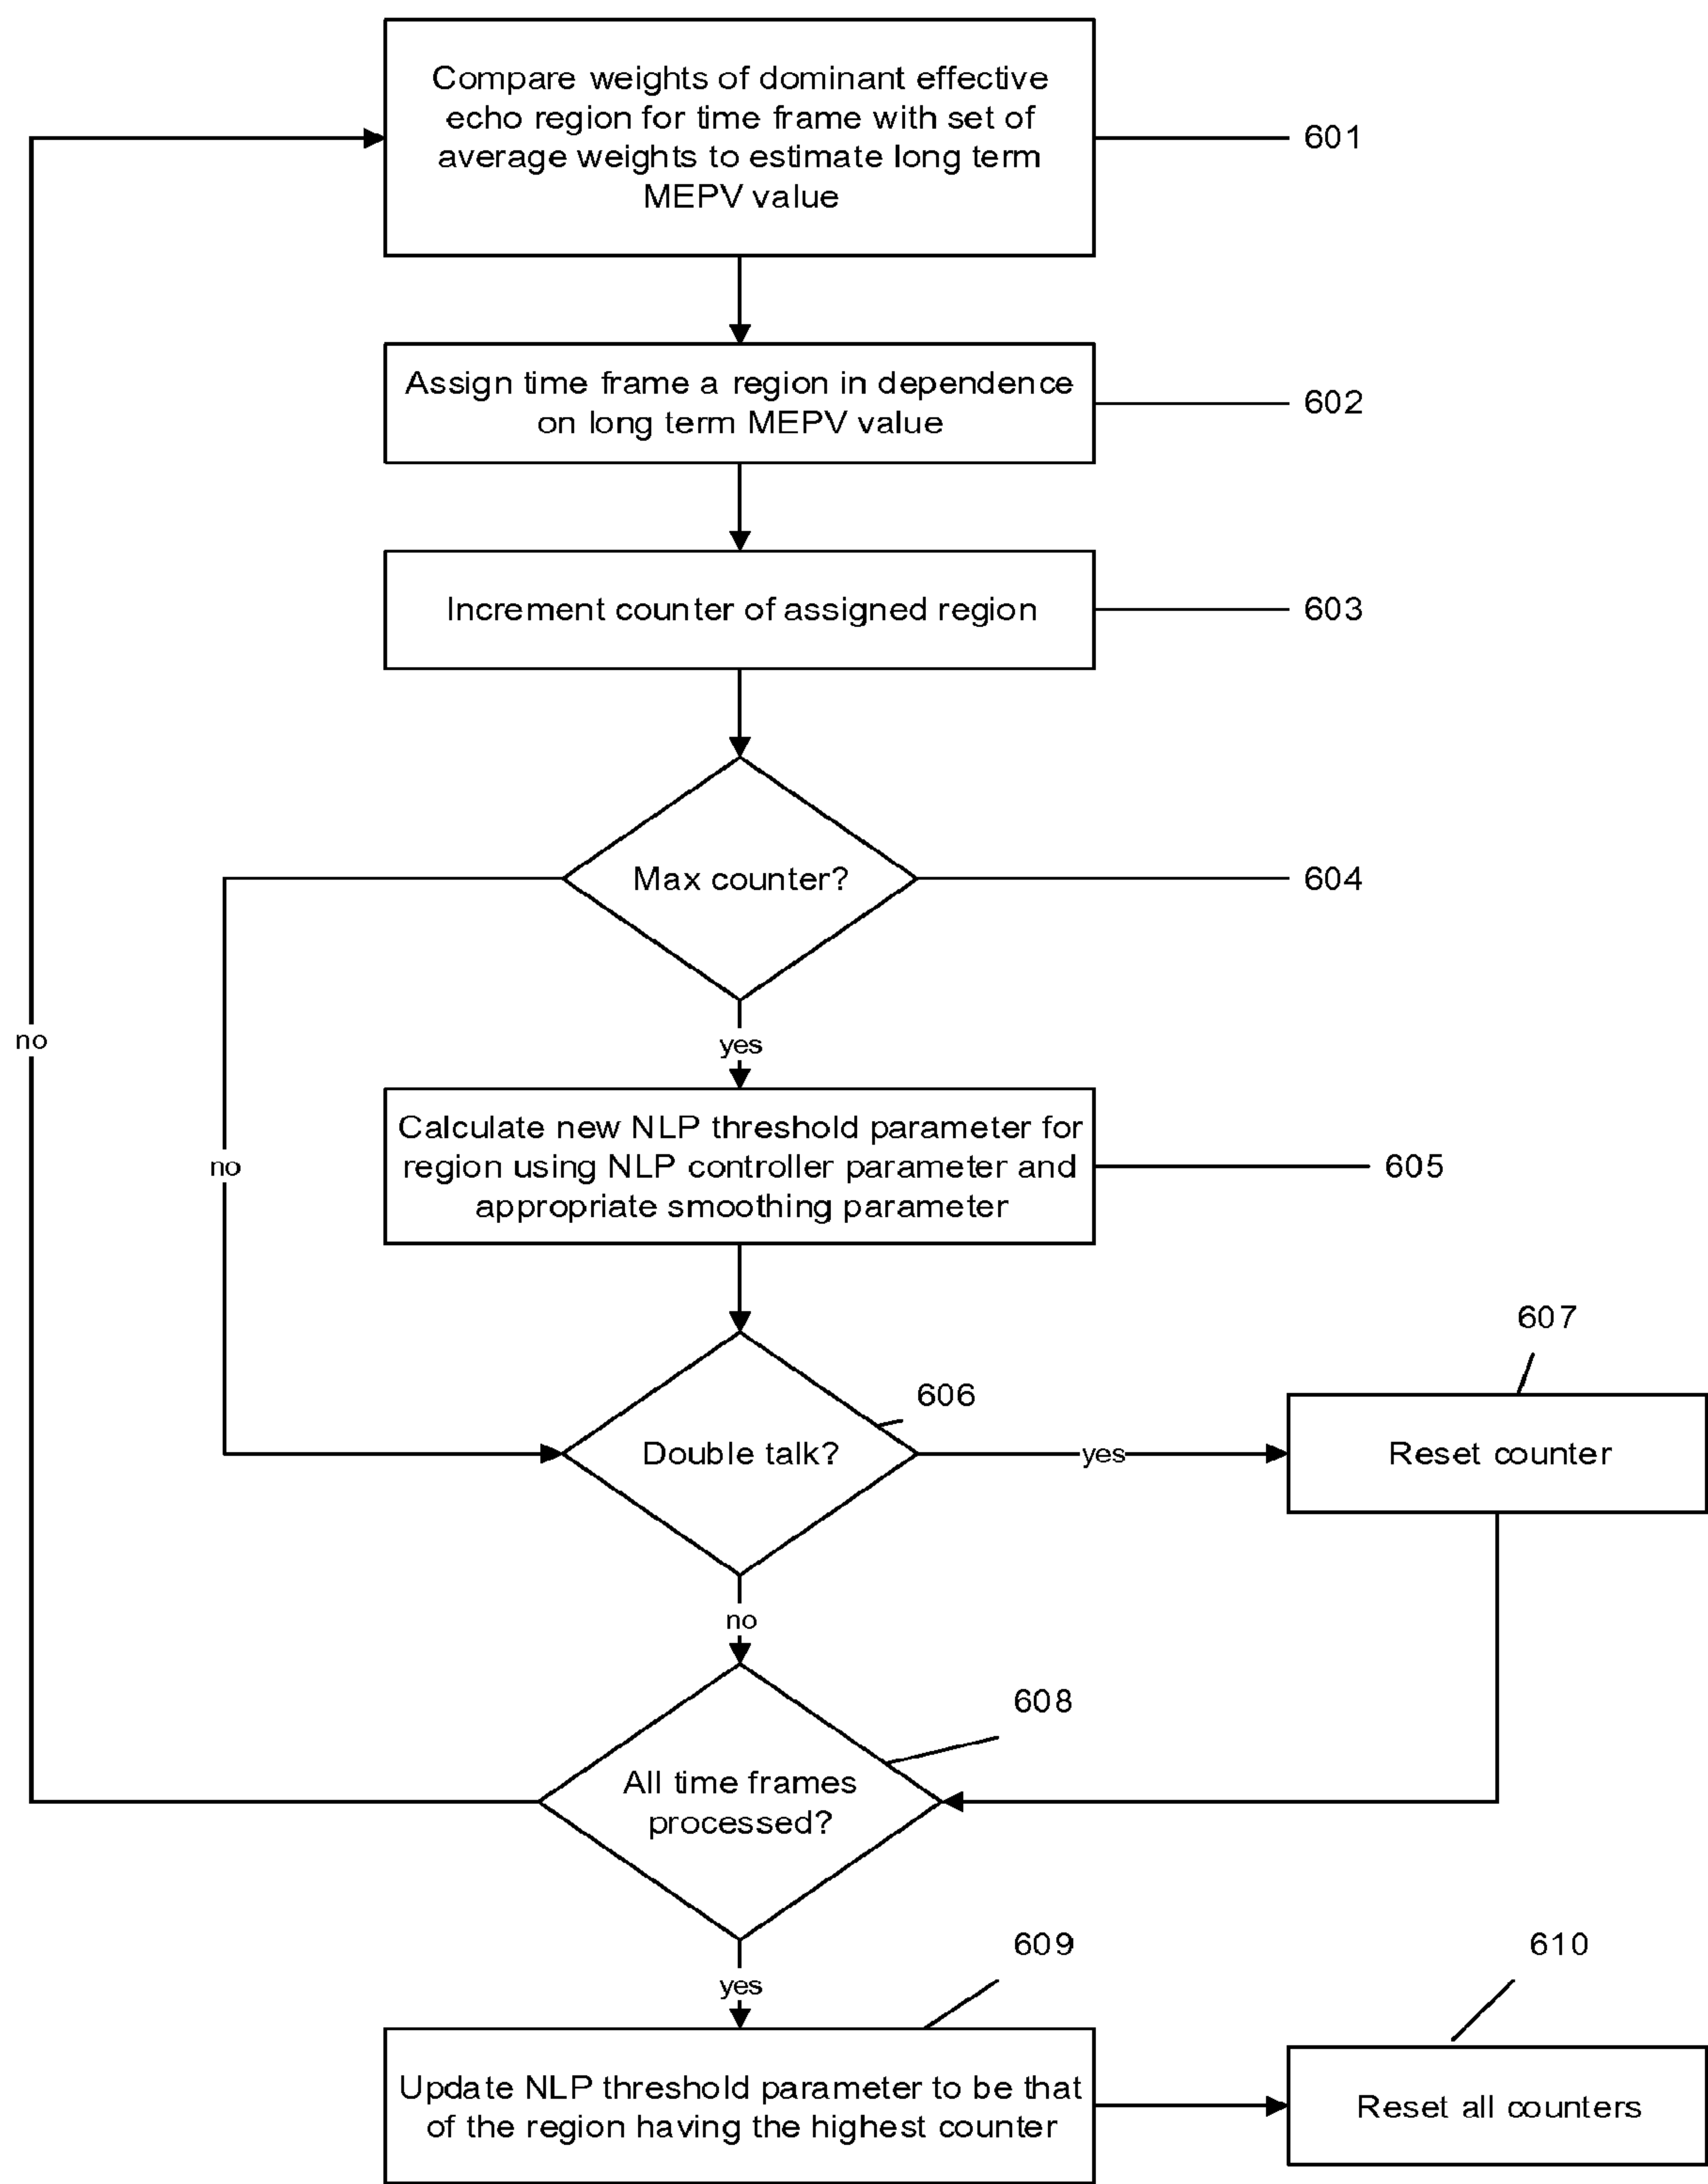 Compare weights of dominant effective
echo region for time frame with set of
average weights to estimate long term
MEPV value
601
Assign time frame a region in dependence
on long term MEPV value
602
Increment counter of assigned region
603
Max counter?
604
no
yes
no
Calculate new NLP threshold parameter for
region using NLP controller parameter and
appropriate smoothing parameter
605
607
606
Double talk?
yes
Reset counter
no
608
All time frames
processed?
609
610
yes
Update NLP threshold parameter to be that
of the region having the highest counter
Reset all counters